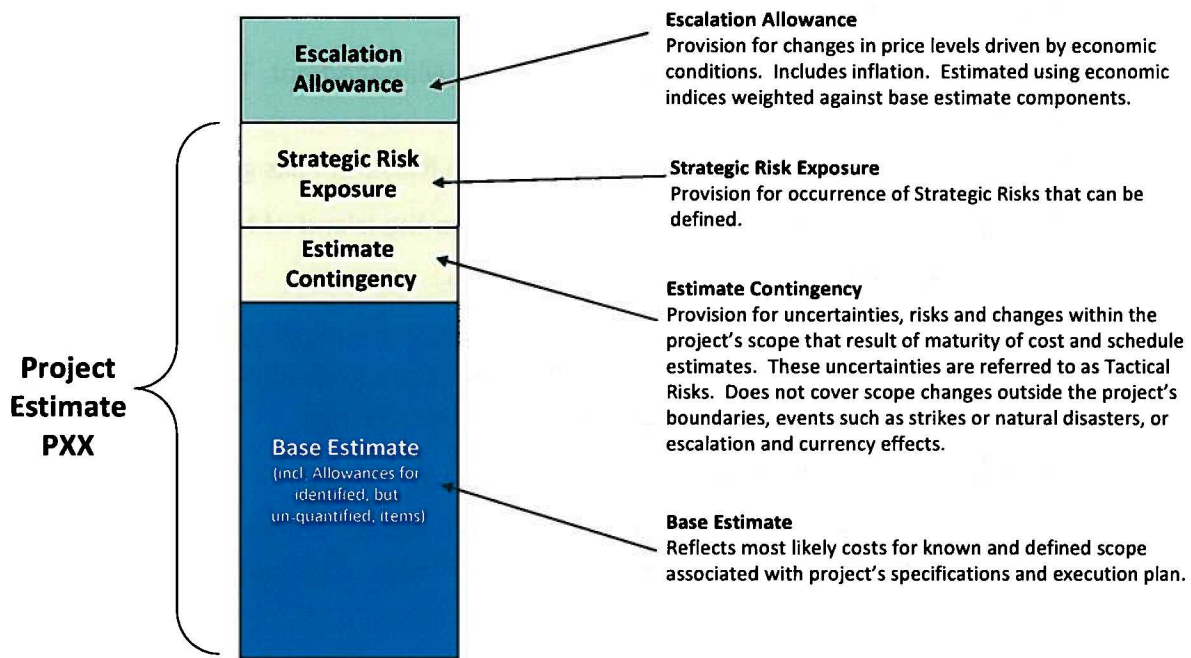 Escalation
Allowance
Strategic Risk
Exposure
Estimate
Contingency
Base Estimate
(incl. Allowances for
identified, but
un-quantified, items)
Project
Estimate
PXX
Escalation Allowance
Provision for changes in price levels driven by economic
conditions. Includes inflation. Estimated using economic
indices weighted against base estimate components.
Strategic Risk Exposure
Provision for occurrence of Strategic Risks that can be
defined.
Estimate Contingency
Provision for uncertainties, risks and changes within the
project's scope that result of maturity of cost and schedule
estimates. These uncertainties are referred to as Tactical
Risks. Does not cover scope changes outside the project's
boundaries, events such as strikes or natural disasters, or
escalation and currency effects.
Base Estimate
Reflects most likely costs for known and defined scope
associated with project's specifications and execution plan.